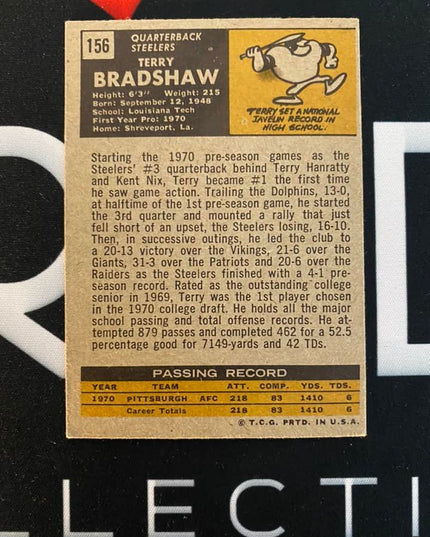 156
QUARTERBACK
STEELERS
TERRY
BRADSHAW
Height: 6'3" Weight: 215
Born: September 12, 1948
School: Louisiana Tech
First Year Pro: 1970
Home: Shreveport, La.
TERRY SET A NATIONAL
JAVELIN RECORD IN
HIGH SCHOOL.
Starting the 1970 pre-season games as the
Steelers' #3 quarterback behind Terry Hanratty
and Kent Nix, Terry became #1 the first time
he saw game action. Trailing the Dolphins, 13-0,
at halftime of the 1st pre-season game, he started
the 3rd quarter and mounted a rally that just
fell short of an upset, the Steelers losing, 16-10.
Then, in successive outings, he led the club to
a 20-13 victory over the Vikings, 21-6 over the
Giants, 31-3 over the Patriots and 20-6 over the
Raiders as the Steelers finished with a 4-1 pre-
season record. Rated as the outstanding college
senior in 1969, Terry was the 1st player chosen
in the 1970 college draft. He holds all the major
school passing and total offense records. He at-
tempted 879 passes and completed 462 for a 52.5
percentage good for 7149-yards and 42 TDs.
PASSING RECORD
YEAR TEAM ATT. COMP. YDS. TDS.
1970 PITTSBURGH AFC 218 83 1410 6
Career Totals 218 83 1410 6
© T.C.G. PRTD. IN U.S.A.
LLECTI